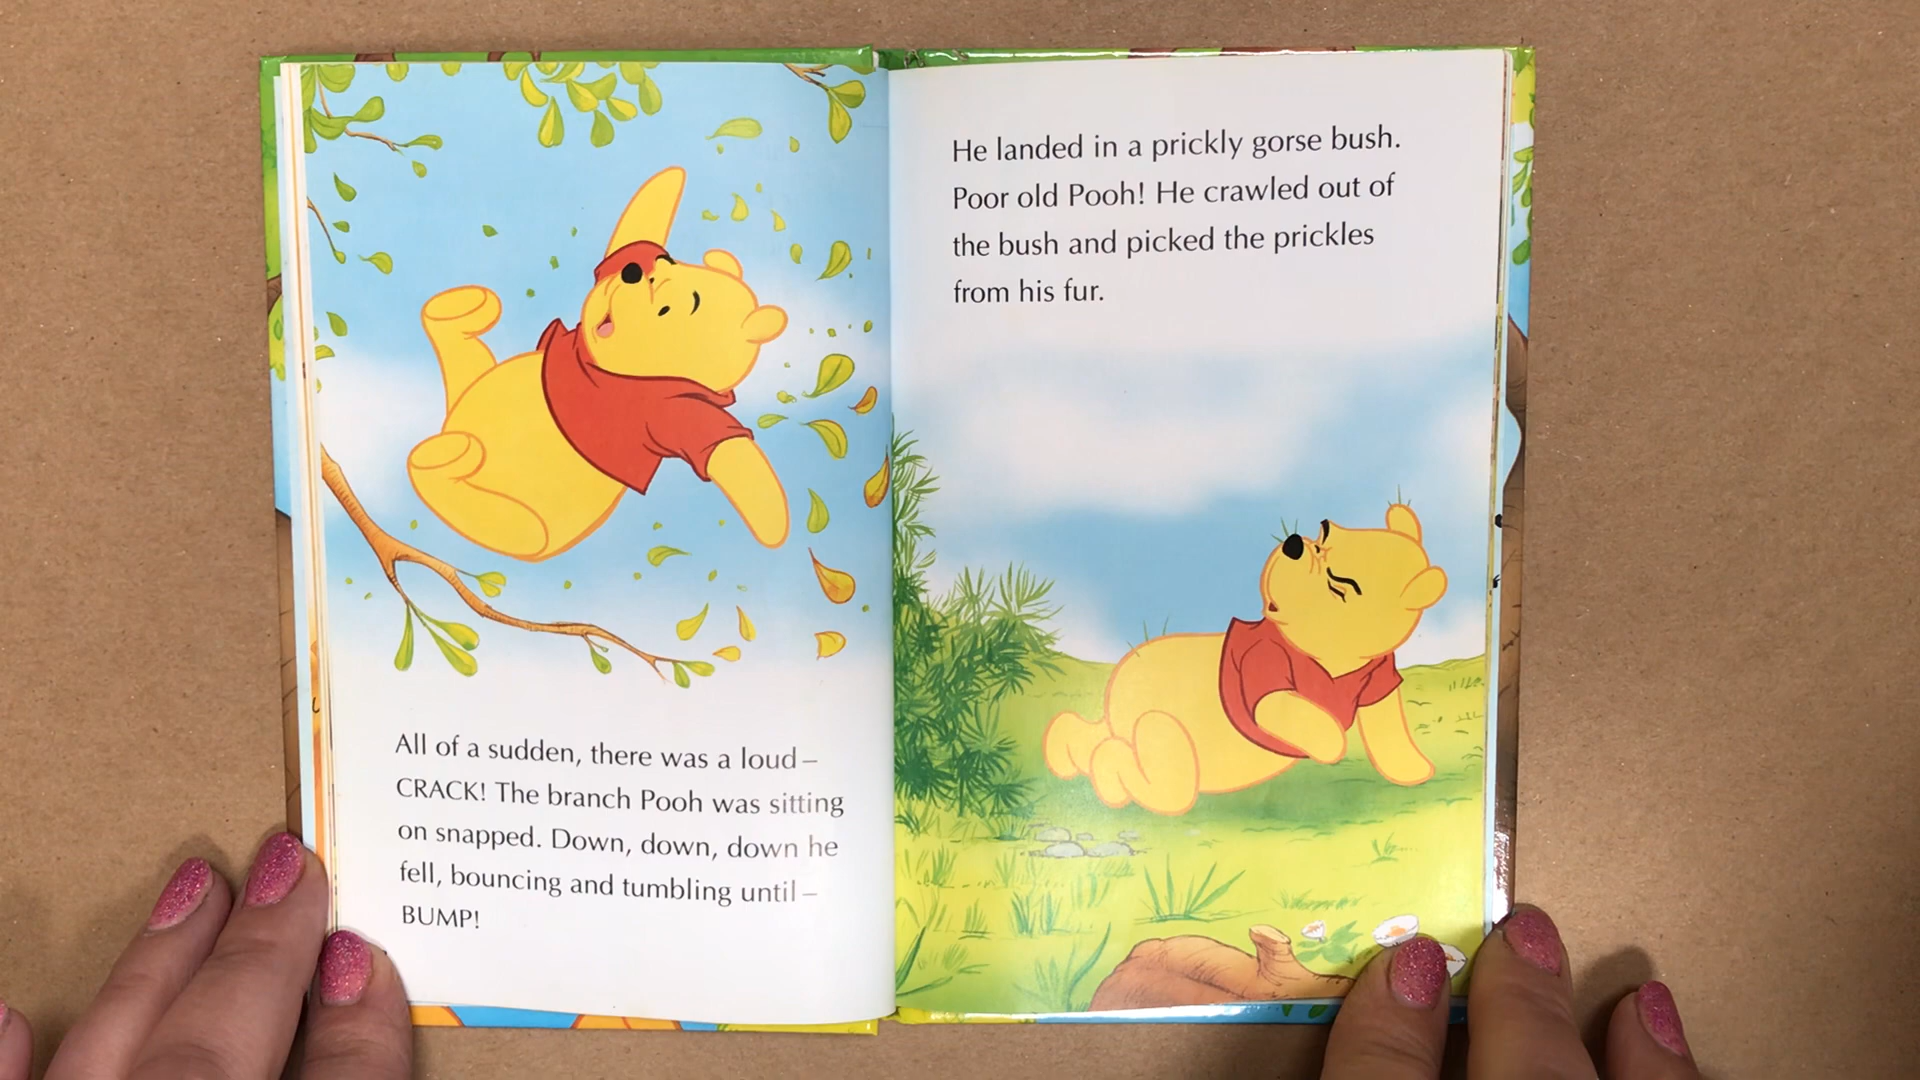 All of a sudden, there was a loud–
CRACK! The branch Pooh was sitting
on snapped. Down, down, down he
fell, bouncing and tumbling until–
BUMP!
He landed in a prickly gorse bush.
Poor old Pooh! He crawled out of
the bush and picked the prickles
from his fur.